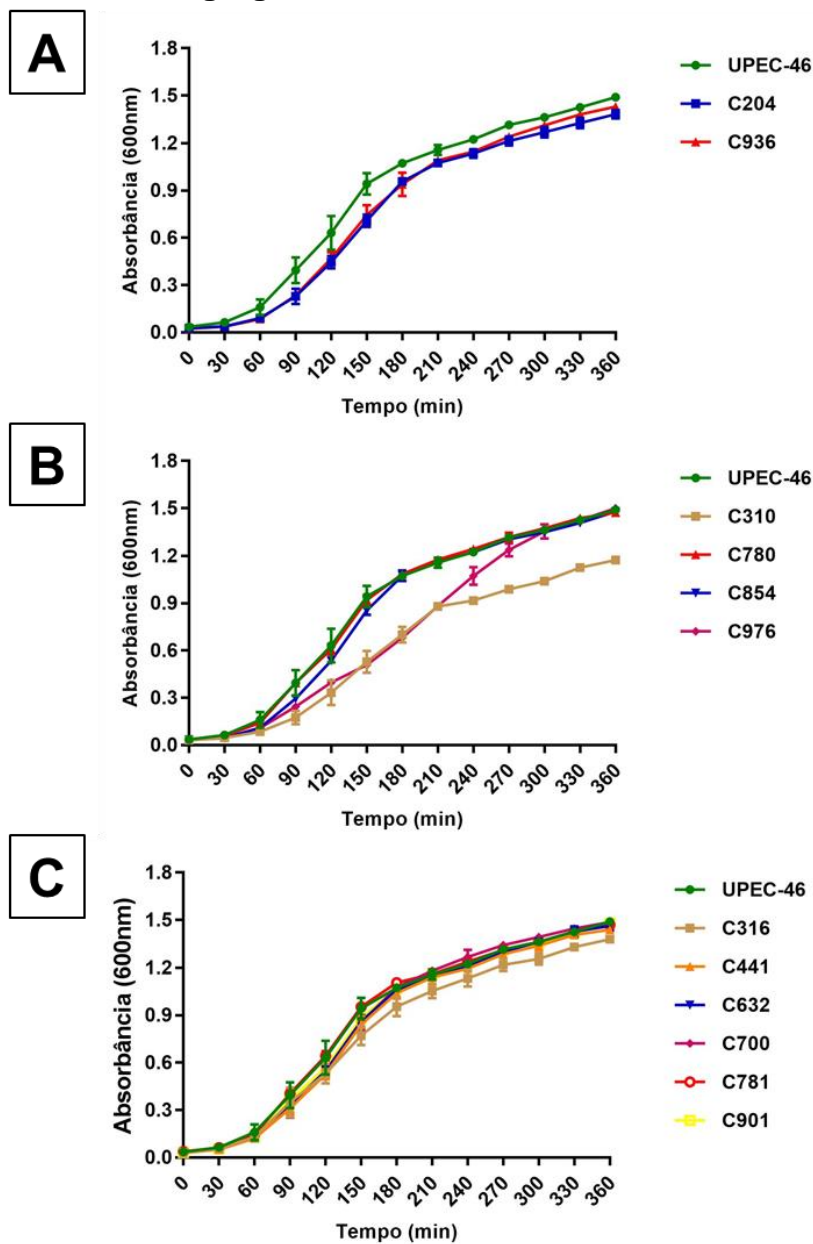 A
1.8
1.5
1.2
0.9
0.6
0.3
0.0
Absorbância (600nm)
0 30 60 90 120 150 180 210 240 270 300 330 360
Tempo (min)
UPEC-46
C204
C936
B
1.8
1.5
1.2
0.9
0.6
0.3
0.0
Absorbância (600nm)
0 30 60 90 120 150 180 210 240 270 300 330 360
Tempo (min)
UPEC-46
C310
C780
C854
C976
C
1.8
1.5
1.2
0.9
0.6
0.3
0.0
Absorbância (600nm)
0 30 60 90 120 150 180 210 240 270 300 330 360
Tempo (min)
UPEC-46
C316
C441
C632
C700
C781
C901